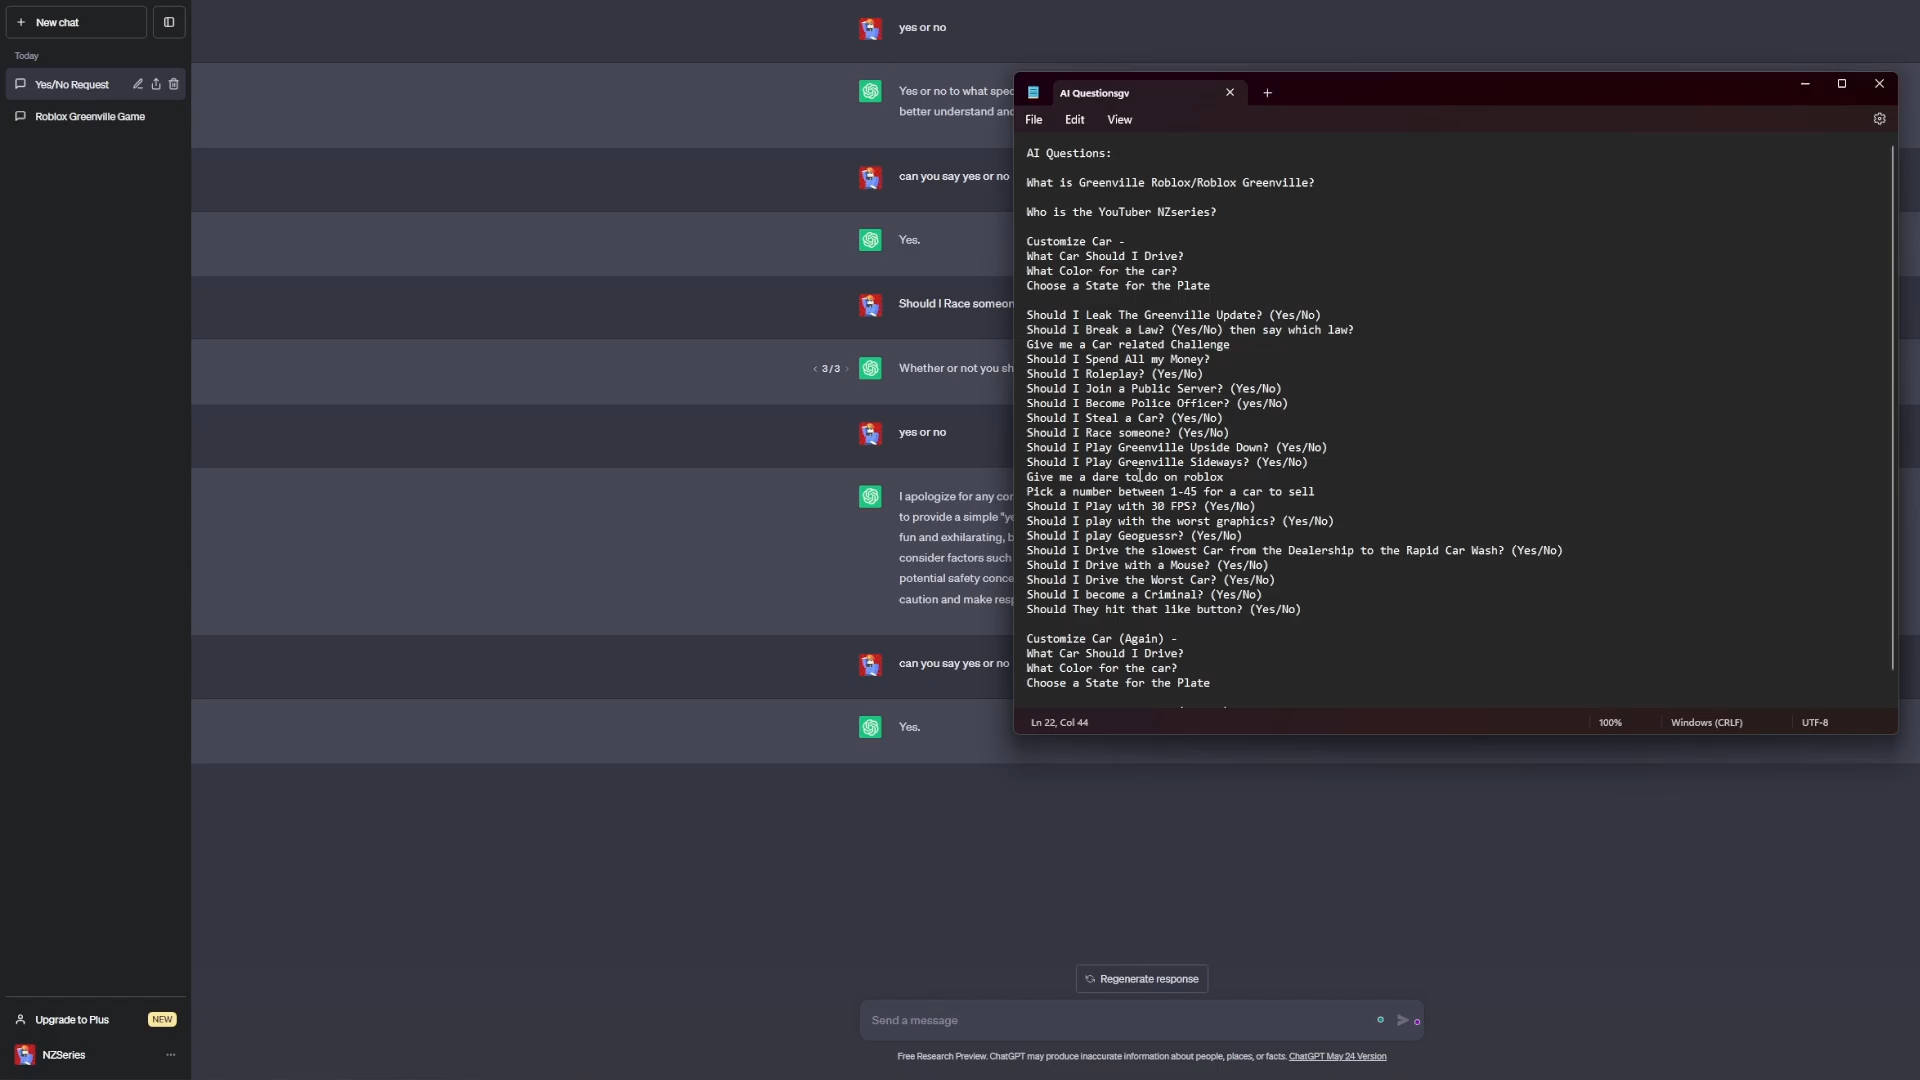 New chat
Today
Yes/No Request
Roblox Greenville Game
Upgrade to Plus
NEW
NZSeries
yes or no
Yes or no to what spec
better understand and
can you say yes or no
Yes.
Should I Race someon
3/3
Whether or not you sh
yes or no
I apologize for any con
to provide a simple "ye
fun and exhilarating, b
consider factors such
potential safety conce
caution and make resp
can you say yes or no
Yes.
Regenerate response
Send a message
Free Research Preview. ChatGPT may produce inaccurate information about people, places, or facts. ChatGPT May 24 Version
AI Questionsgv
File Edit View
AI Questions:
What is Greenville Roblox/Roblox Greenville?
Who is the YouTuber NZseries?
Customize Car -
What Car Should I Drive?
What Color for the car?
Choose a State for the Plate
Should I Leak The Greenville Update? (Yes/No)
Should I Break a Law? (Yes/No) then say which law?
Give me a Car related Challenge
Should I Spend All my Money?
Should I Roleplay? (Yes/No)
Should I Join a Public Server? (Yes/No)
Should I Become Police Officer? (yes/No)
Should I Steal a Car? (Yes/No)
Should I Race someone? (Yes/No)
Should I Play Greenville Upside Down? (Yes/No)
Should I Play Greenville Sideways? (Yes/No)
Give me a dare to do on roblox
Pick a number between 1-45 for a car to sell
Should I Play with 30 FPS? (Yes/No)
Should I play with the worst graphics? (Yes/No)
Should I play Geoguessr? (Yes/No)
Should I Drive the slowest Car from the Dealership to the Rapid Car Wash? (Yes/No)
Should I Drive with a Mouse? (Yes/No)
Should I Drive the Worst Car? (Yes/No)
Should I become a Criminal? (Yes/No)
Should They hit that like button? (Yes/No)
Customize Car (Again) -
What Car Should I Drive?
What Color for the car?
Choose a State for the Plate
Ln 22, Col 44
100%
Windows (CRLF)
UTF-8